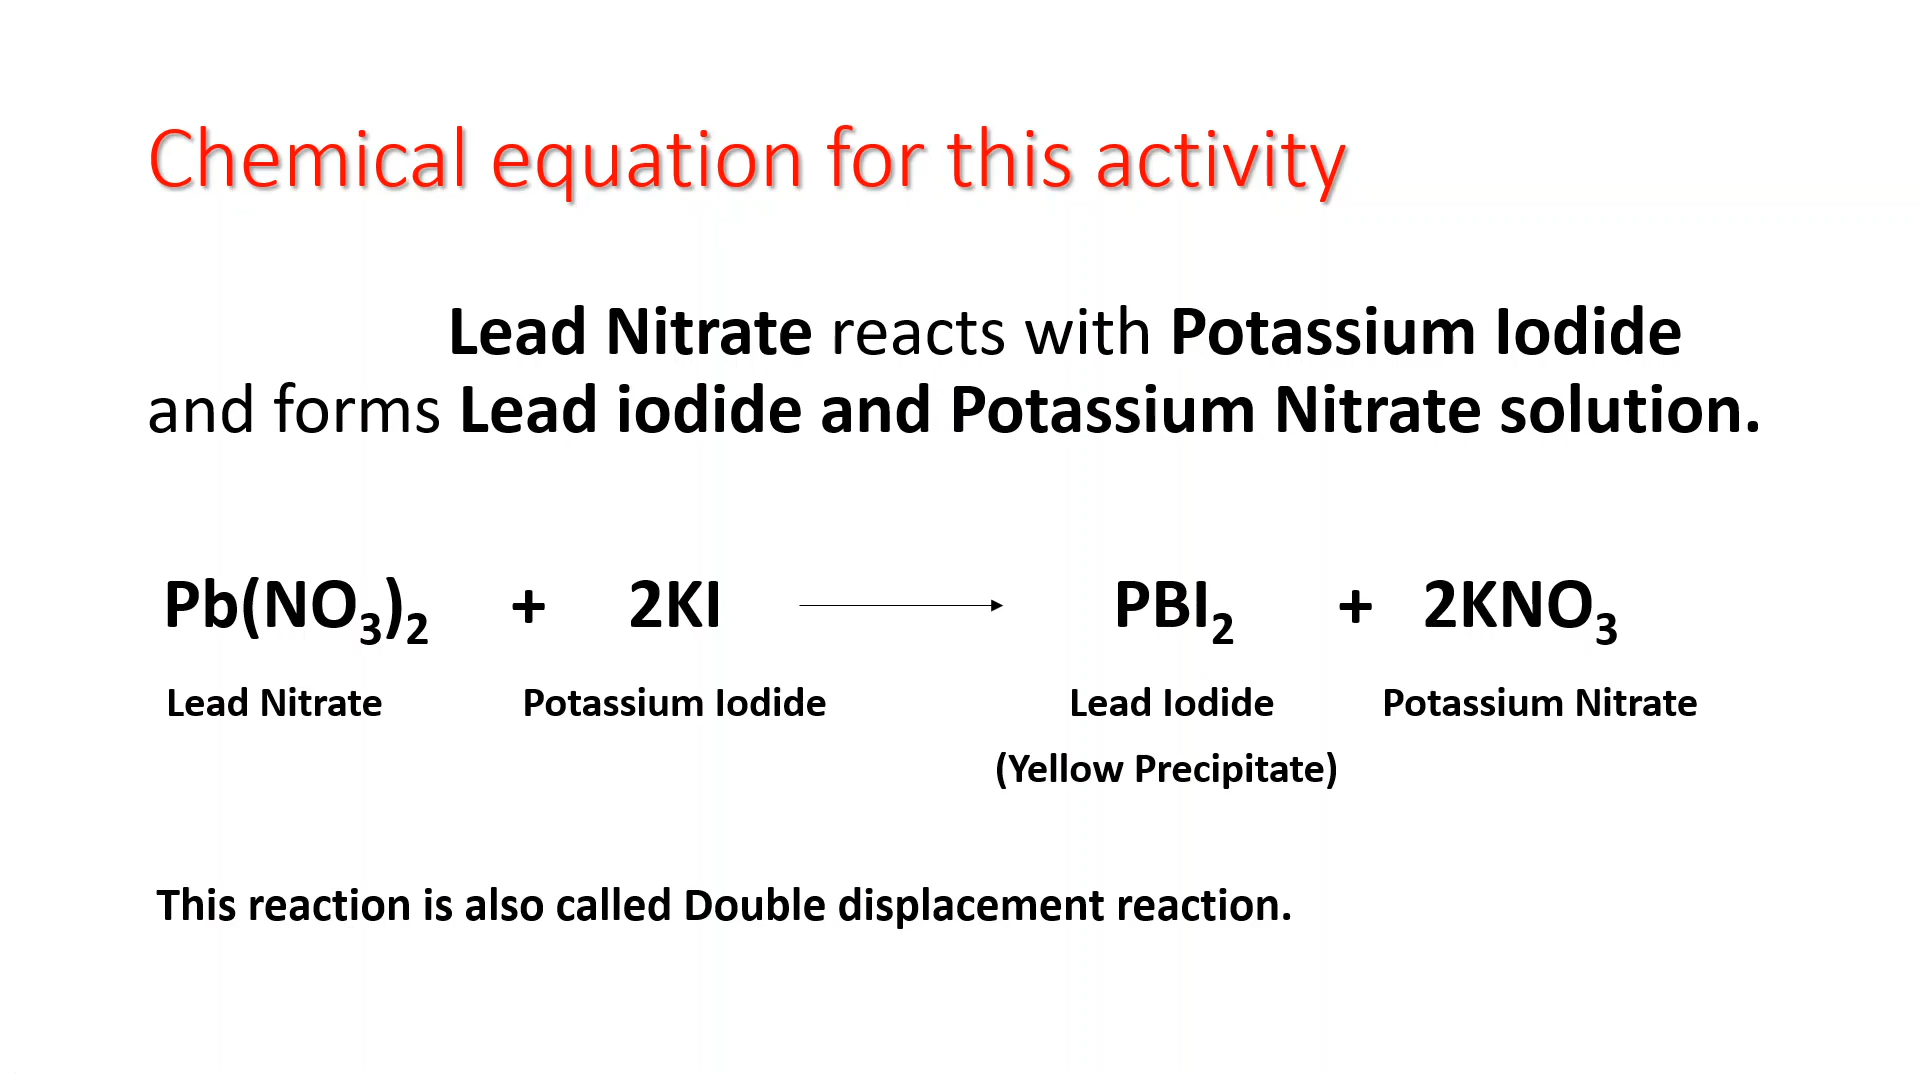 Chemical equation for this activity
Lead Nitrate reacts with Potassium Iodide
and forms Lead iodide and Potassium Nitrate solution.
Pb(NO₃)₂ + 2KI → PBI₂ + 2KNO₃
Lead Nitrate Potassium Iodide Lead Iodide Potassium Nitrate
(Yellow Precipitate)
This reaction is also called Double displacement reaction.